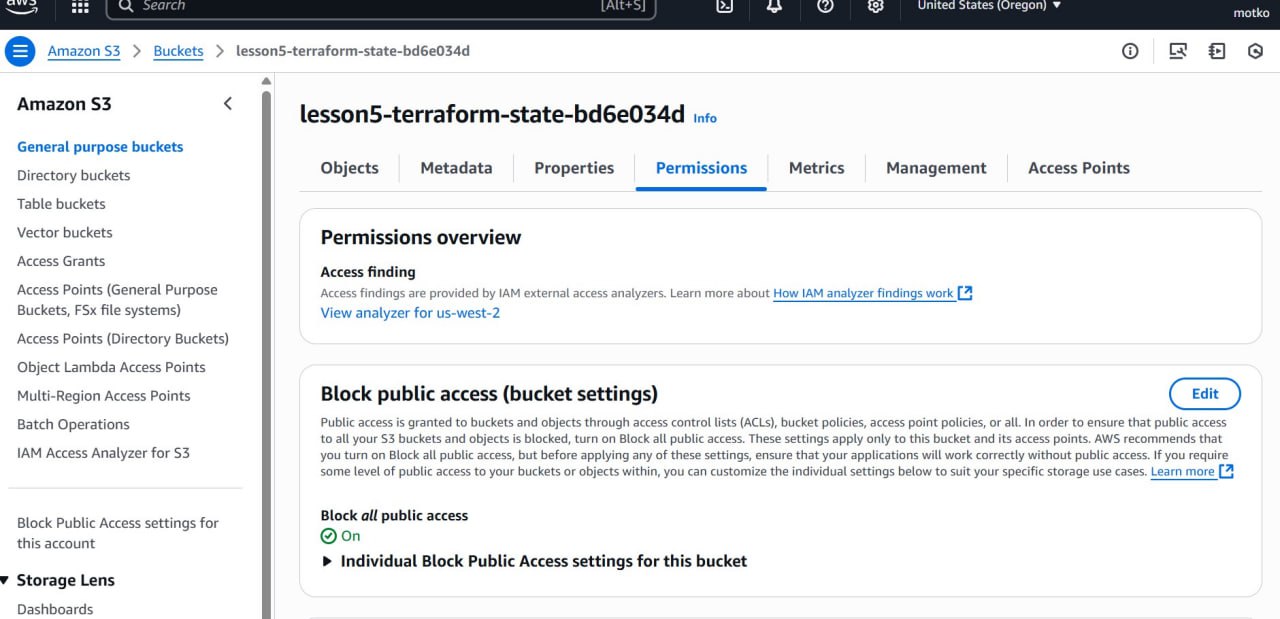 aws
Search
[Alt+S]
United States (Oregon)
motko
Amazon S3
Buckets
lesson5-terraform-state-bd6e034d
Amazon S3
General purpose buckets
Directory buckets
Table buckets
Vector buckets
Access Grants
Access Points (General Purpose
Buckets, FSx file systems)
Access Points (Directory Buckets)
Object Lambda Access Points
Multi-Region Access Points
Batch Operations
IAM Access Analyzer for S3
Block Public Access settings for
this account
Storage Lens
Dashboards
lesson5-terraform-state-bd6e034d Info
Objects
Metadata
Properties
Permissions
Metrics
Management
Access Points
Permissions overview
Access finding
Access findings are provided by IAM external access analyzers. Learn more about How IAM analyzer findings work
View analyzer for us-west-2
Block public access (bucket settings)
Edit
Public access is granted to buckets and objects through access control lists (ACLs), bucket policies, access point policies, or all. In order to ensure that public access
to all your S3 buckets and objects is blocked, turn on Block all public access. These settings apply only to this bucket and its access points. AWS recommends that
you turn on Block all public access, but before applying any of these settings, ensure that your applications will work correctly without public access. If you require
some level of public access to your buckets or objects within, you can customize the individual settings below to suit your specific storage use cases. Learn more
Block all public access
On
Individual Block Public Access settings for this bucket